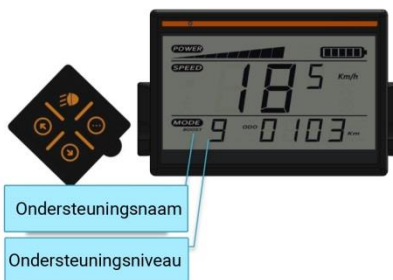 POWER
SPEED
18 5 Km/h
MODE
BOOST
9 ODO 0103 Km
Ondersteuningsnaam
Ondersteuningsniveau